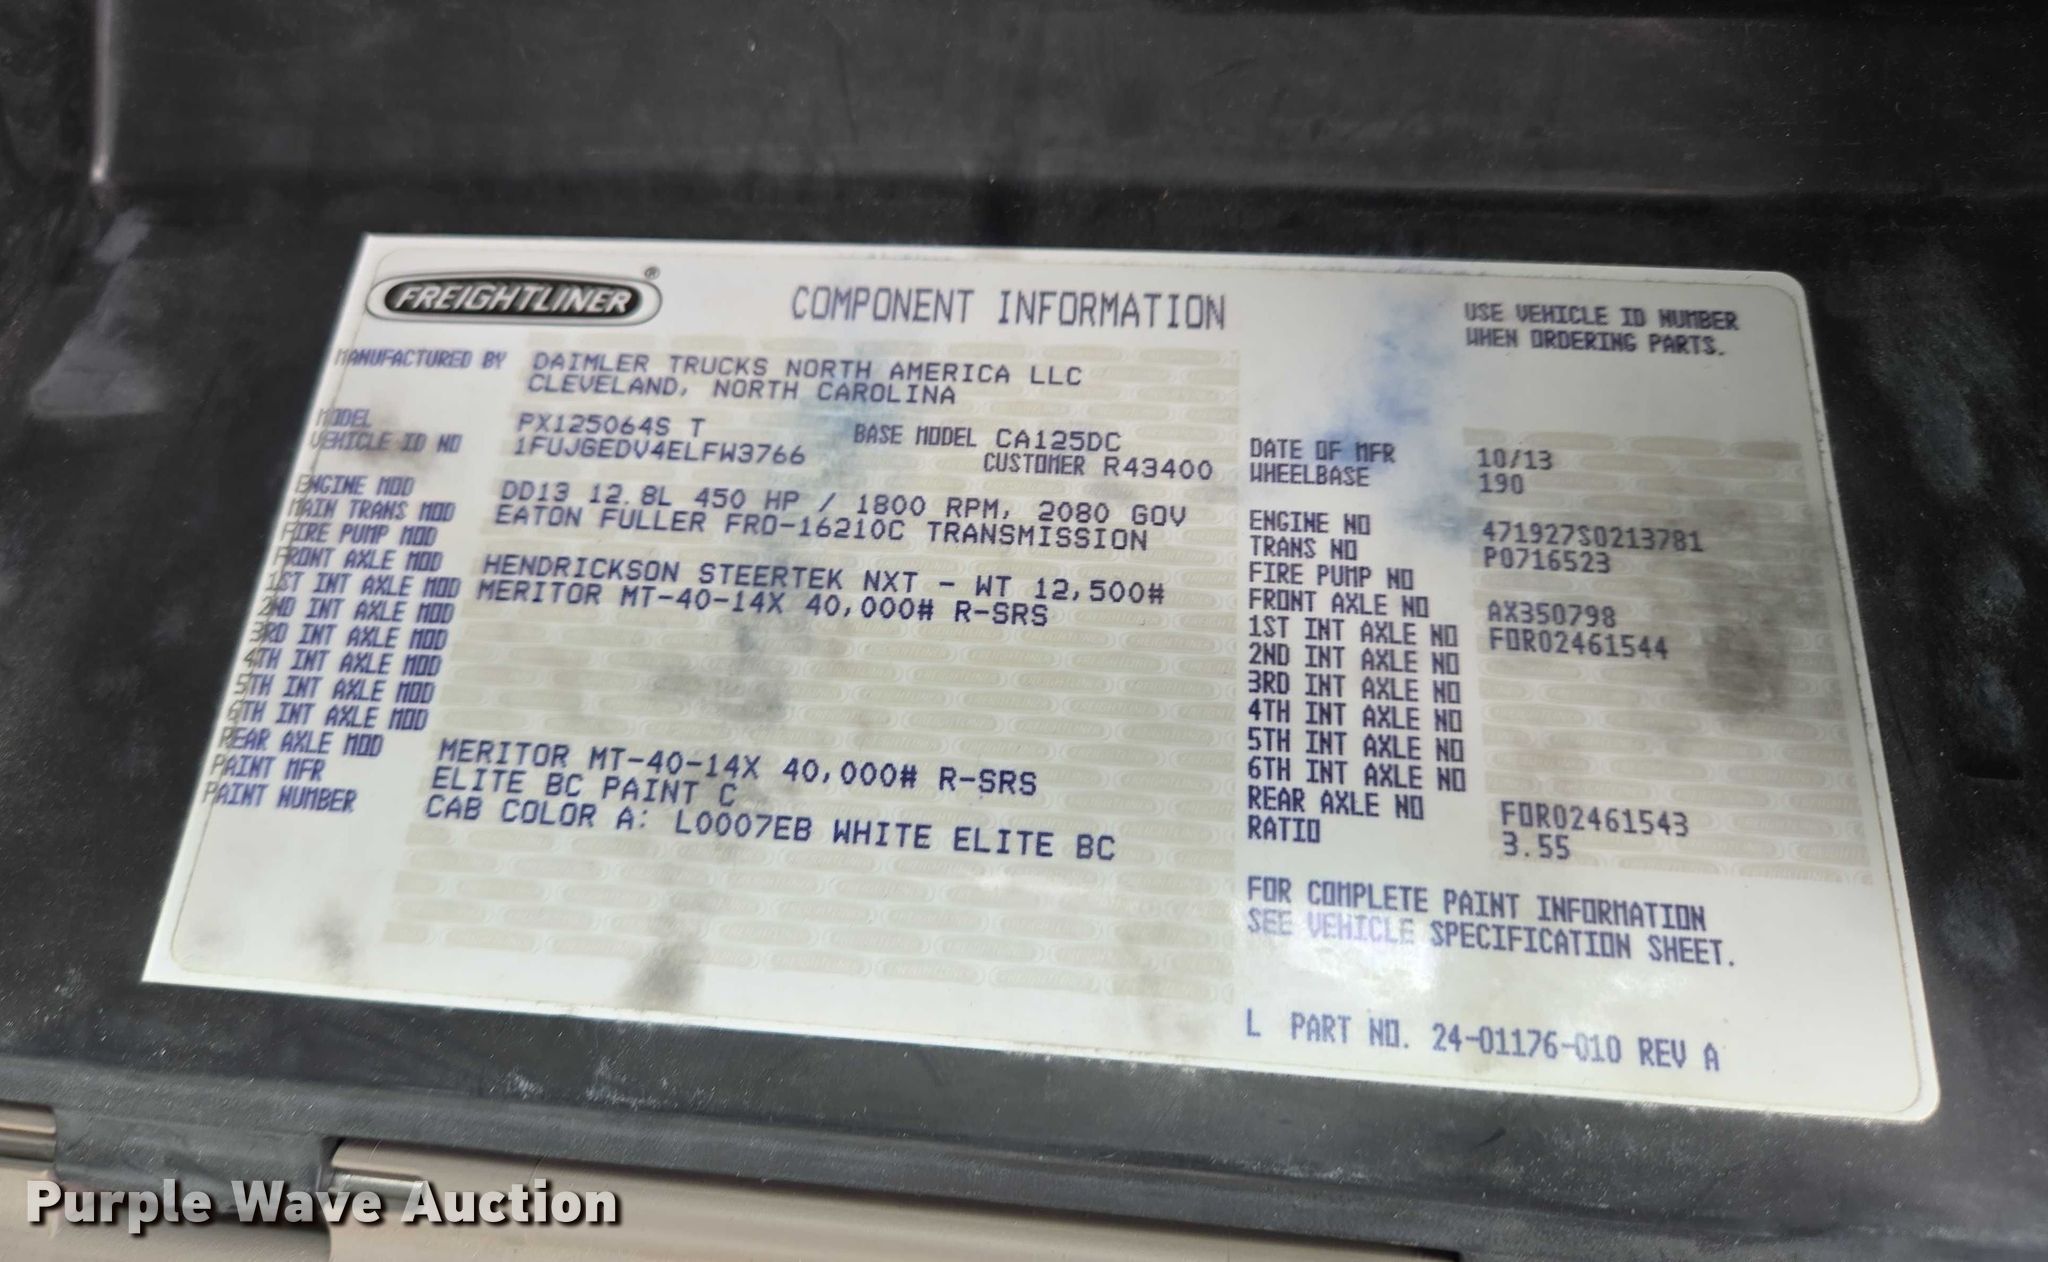 FREIGHTLINER®
COMPONENT INFORMATION
USE VEHICLE ID NUMBER
WHEN ORDERING PARTS.
MANUFACTURED BY DAIMLER TRUCKS NORTH AMERICA LLC
CLEVELAND, NORTH CAROLINA
MODEL PX125064S T BASE MODEL CA125DC
VEHICLE ID NO 1FUJGEDV4ELFW3766 CUSTOMER R43400
ENGINE MOD DD13 12.8L 450 HP / 1800 RPM, 2080 GOV
MAIN TRANS MOD EATON FULLER FRO-16210C TRANSMISSION
FIRE PUMP MOD
FRONT AXLE MOD HENDRICKSON STEERTEK NXT - WT 12,500#
1ST INT AXLE MOD MERITOR MT-40-14X 40,000# R-SRS
2ND INT AXLE MOD
3RD INT AXLE MOD
4TH INT AXLE MOD
5TH INT AXLE MOD
6TH INT AXLE MOD
REAR AXLE MOD MERITOR MT-40-14X 40,000# R-SRS
PAINT MFR ELITE BC PAINT C
PAINT NUMBER CAB COLOR A: L0007EB WHITE ELITE BC
DATE OF MFR 10/13
WHEELBASE 190
ENGINE NO 471927S0213781
TRANS NO P0716523
FIRE PUMP NO
FRONT AXLE NO AX350798
1ST INT AXLE NO FOR02461544
2ND INT AXLE NO
3RD INT AXLE NO
4TH INT AXLE NO
5TH INT AXLE NO
6TH INT AXLE NO
REAR AXLE NO FOR02461543
RATIO 3.55
FOR COMPLETE PAINT INFORMATION
SEE VEHICLE SPECIFICATION SHEET.
L PART NO. 24-01176-010 REV A
Purple Wave Auction